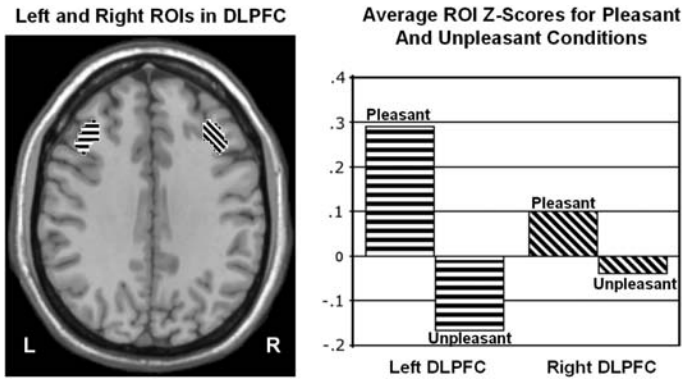 Left and Right ROIs in DLPFC
L
R
Average ROI Z-Scores for Pleasant
And Unpleasant Conditions
.4
.3
.2
.1
0
-.1
-.2
Pleasant
Unpleasant
Pleasant
Unpleasant
Left DLPFC
Right DLPFC